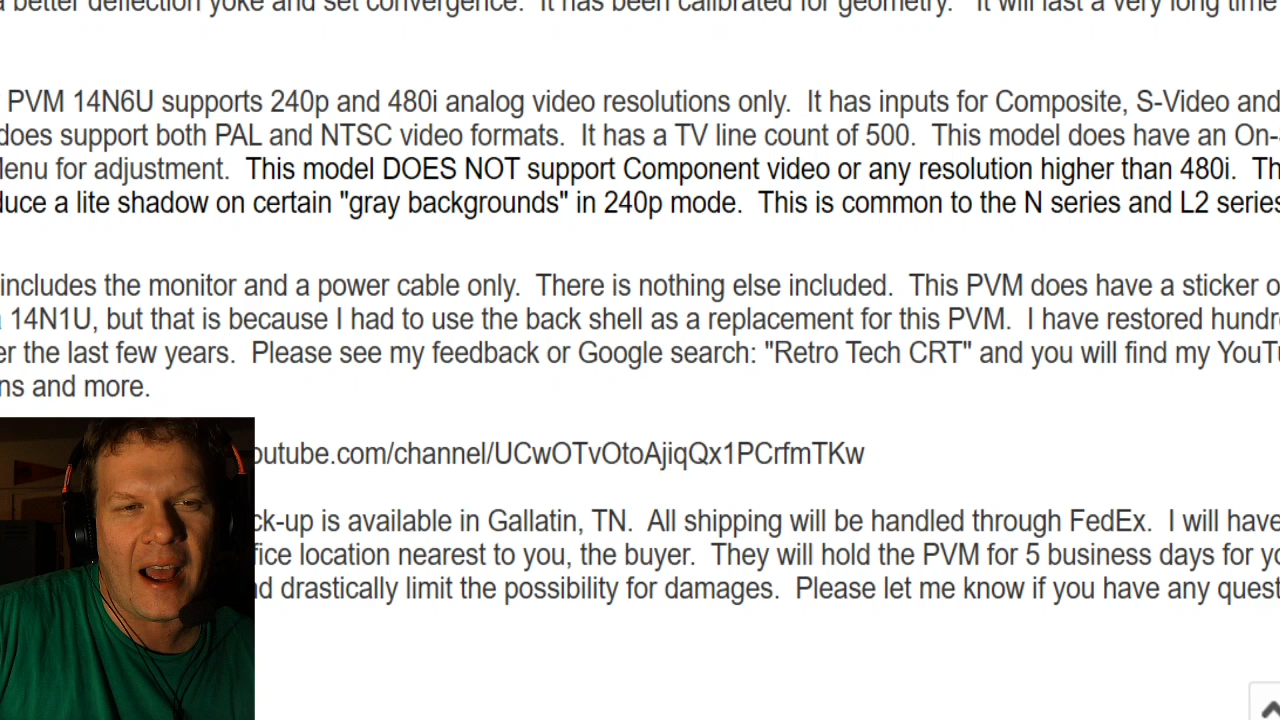 a better deflection yoke and set convergence. It has been calibrated for geometry. It will last a very long time
PVM 14N6U supports 240p and 480i analog video resolutions only. It has inputs for Composite, S-Video and
does support both PAL and NTSC video formats. It has a TV line count of 500. This model does have an On-
Menu for adjustment. This model DOES NOT support Component video or any resolution higher than 480i. Th
duce a lite shadow on certain "gray backgrounds" in 240p mode. This is common to the N series and L2 series
includes the monitor and a power cable only. There is nothing else included. This PVM does have a sticker o
14N1U, but that is because I had to use the back shell as a replacement for this PVM. I have restored hundr
er the last few years. Please see my feedback or Google search: "Retro Tech CRT" and you will find my YouTu
ns and more.
outube.com/channel/UCwOTvOtoAjiqQx1PCrfmTKw
ck-up is available in Gallatin, TN. All shipping will be handled through FedEx. I will have
fice location nearest to you, the buyer. They will hold the PVM for 5 business days for yo
nd drastically limit the possibility for damages. Please let me know if you have any quest